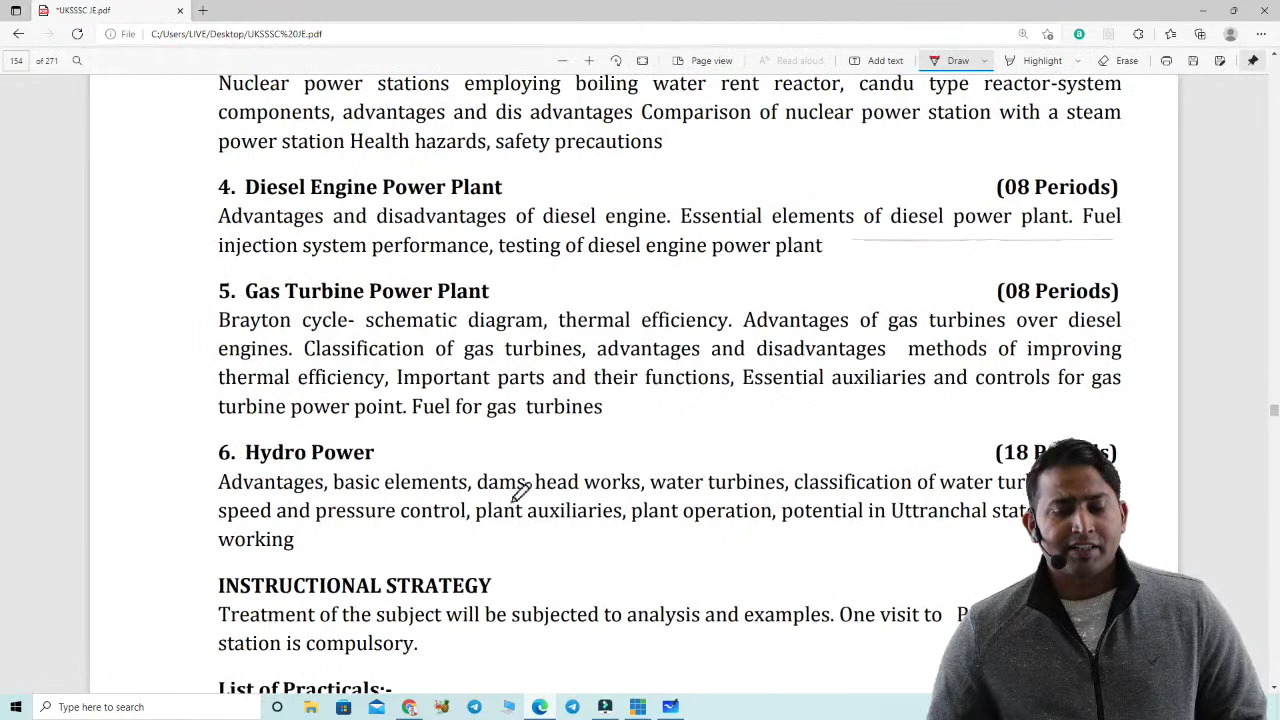 *UKSSSC JE.pdf
File
C:/Users/LIVE/Desktop/UKSSSC%20JE.pdf
154 of 271
Page view
Read aloud
Add text
Draw
Highlight
Erase
Nuclear power stations employing boiling water rent reactor, candu type reactor-system
components, advantages and dis advantages Comparison of nuclear power station with a steam
power station Health hazards, safety precautions
4. Diesel Engine Power Plant (08 Periods)
Advantages and disadvantages of diesel engine. Essential elements of diesel power plant. Fuel
injection system performance, testing of diesel engine power plant
5. Gas Turbine Power Plant (08 Periods)
Brayton cycle- schematic diagram, thermal efficiency. Advantages of gas turbines over diesel
engines. Classification of gas turbines, advantages and disadvantages methods of improving
thermal efficiency, Important parts and their functions, Essential auxiliaries and controls for gas
turbine power point. Fuel for gas turbines
6. Hydro Power (18
Advantages, basic elements, dams, head works, water turbines, classification of water
speed and pressure control, plant auxiliaries, plant operation, potential in Uttranchal
working
INSTRUCTIONAL STRATEGY
Treatment of the subject will be subjected to analysis and examples. One visit to
station is compulsory.
List of Practicals:-
Type here to search